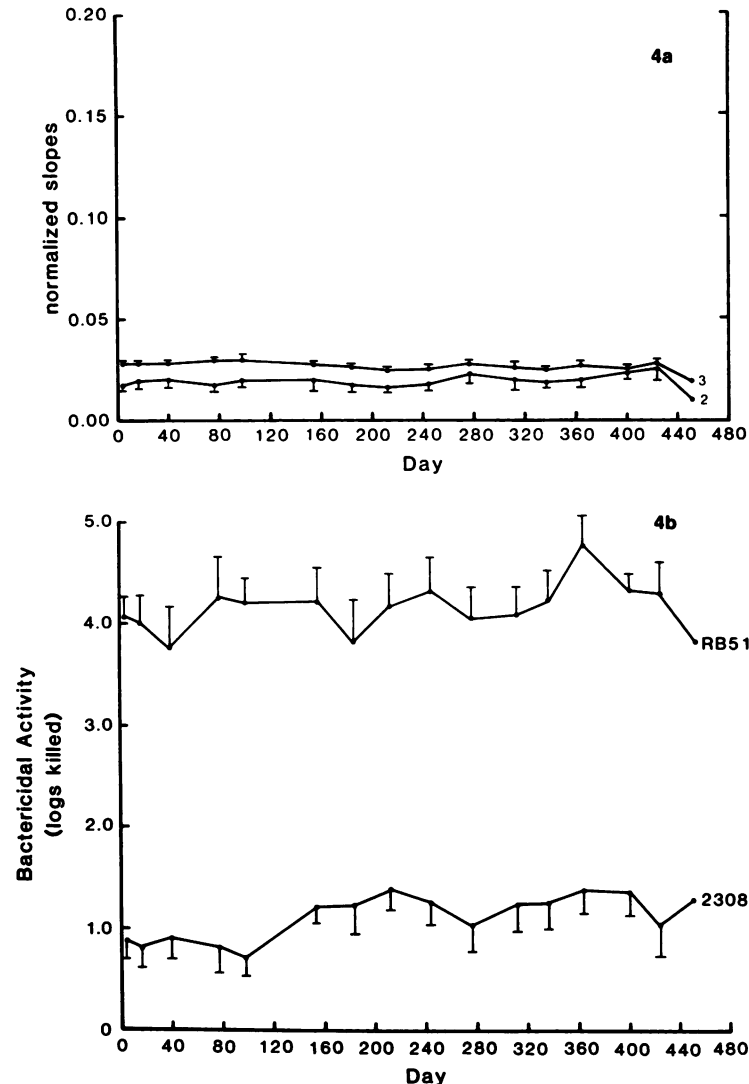 4a
0.20
0.15
0.10
0.05
0.00
normalized slopes
3
2
0 40 80 120 160 200 240 280 320 360 400 440 480
Day
4b
5.0
4.0
3.0
2.0
1.0
0
Bactericidal Activity
(logs killed)
RB51
2308
0 40 80 120 160 200 240 280 320 360 400 440 480
Day